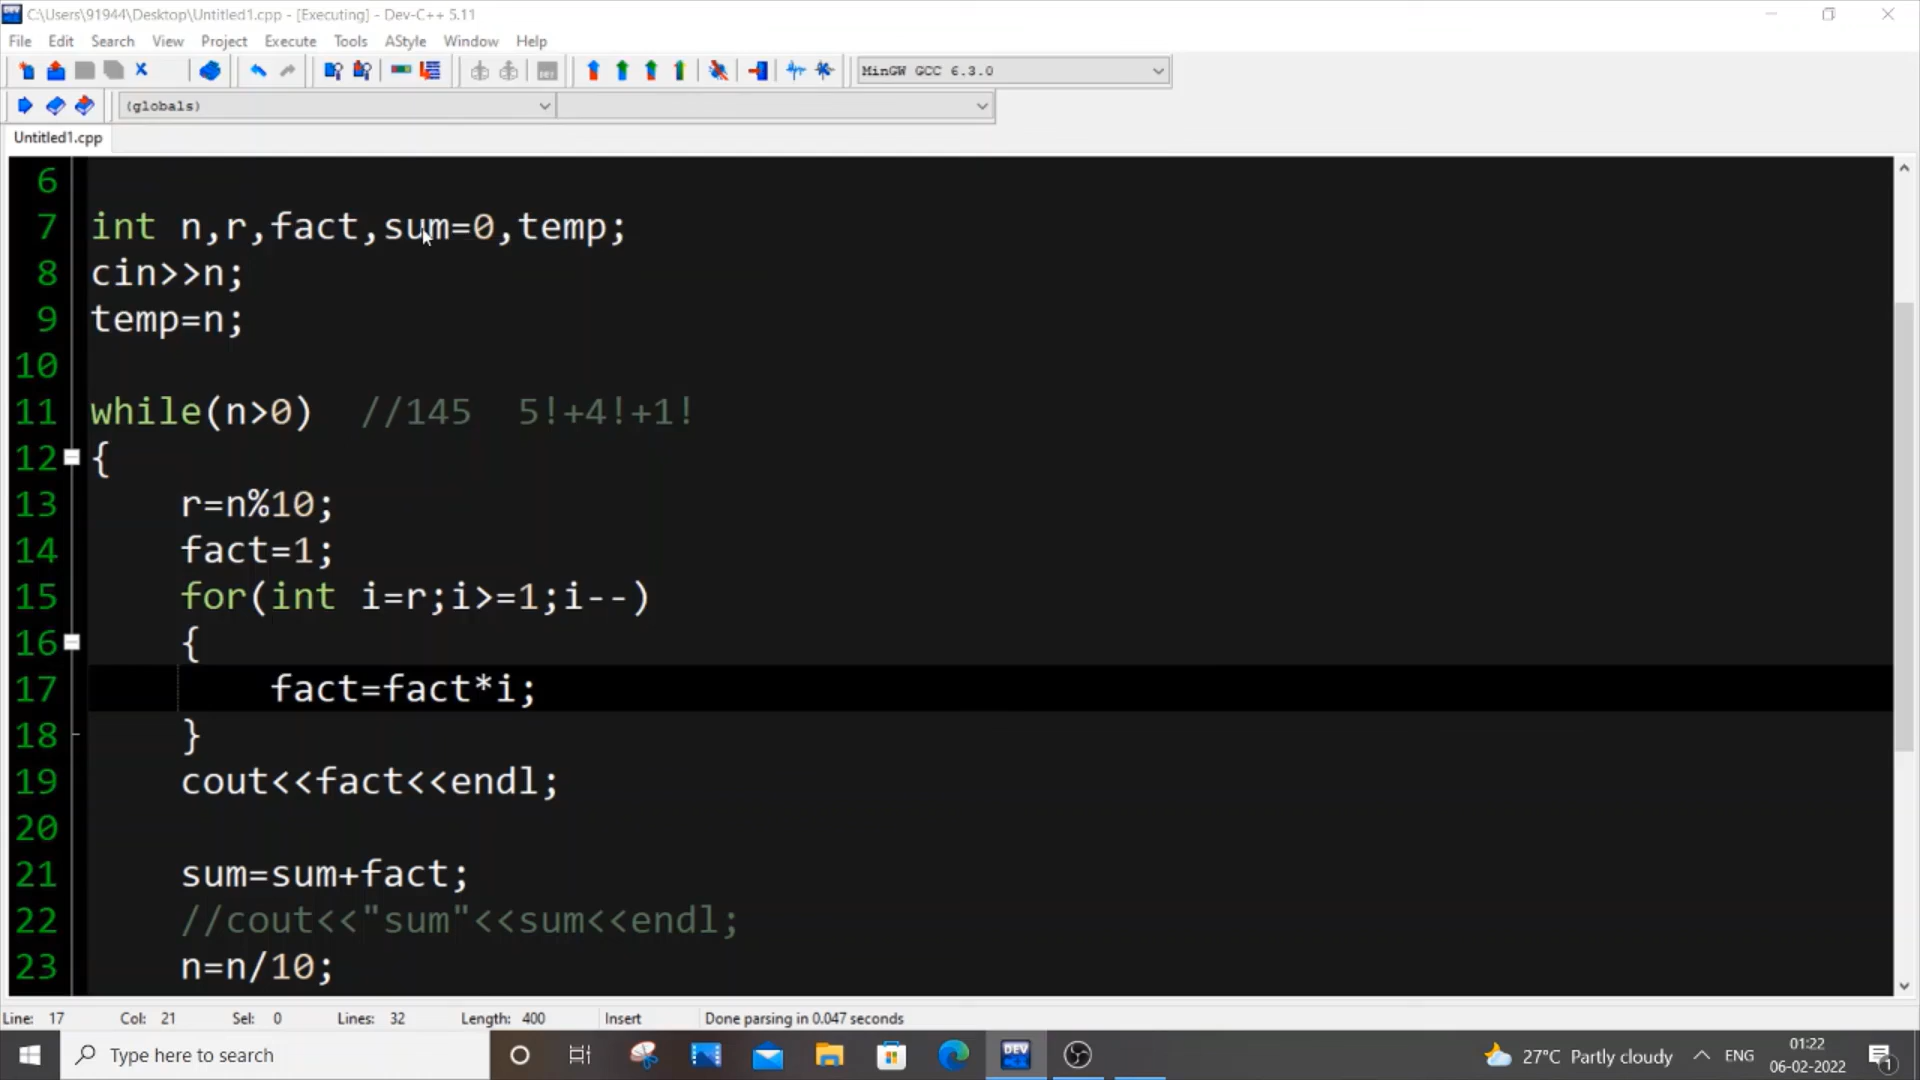 C:\Users\91944\Desktop\Untitled1.cpp - [Executing] - Dev-C++ 5.11
File Edit Search View Project Execute Tools AStyle Window Help
MinGW GCC 6.3.0
(globals)
Untitled1.cpp
6
7 int n,r,fact,sum=0,temp;
8 cin>>n;
9 temp=n;
10
11 while(n>0) //145 5!+4!+1!
12 {
13 r=n%10;
14 fact=1;
15 for(int i=r;i>=1;i--)
16 {
17 fact=fact*i;
18 }
19 cout<<fact<<endl;
20
21 sum=sum+fact;
22 //cout<<"sum"<<sum<<endl;
23 n=n/10;
Line: 17 Col: 21 Sel: 0 Lines: 32 Length: 400 Insert Done parsing in 0.047 seconds
Type here to search
DEV
27°C Partly cloudy
ENG
01:22
06-02-2022
1